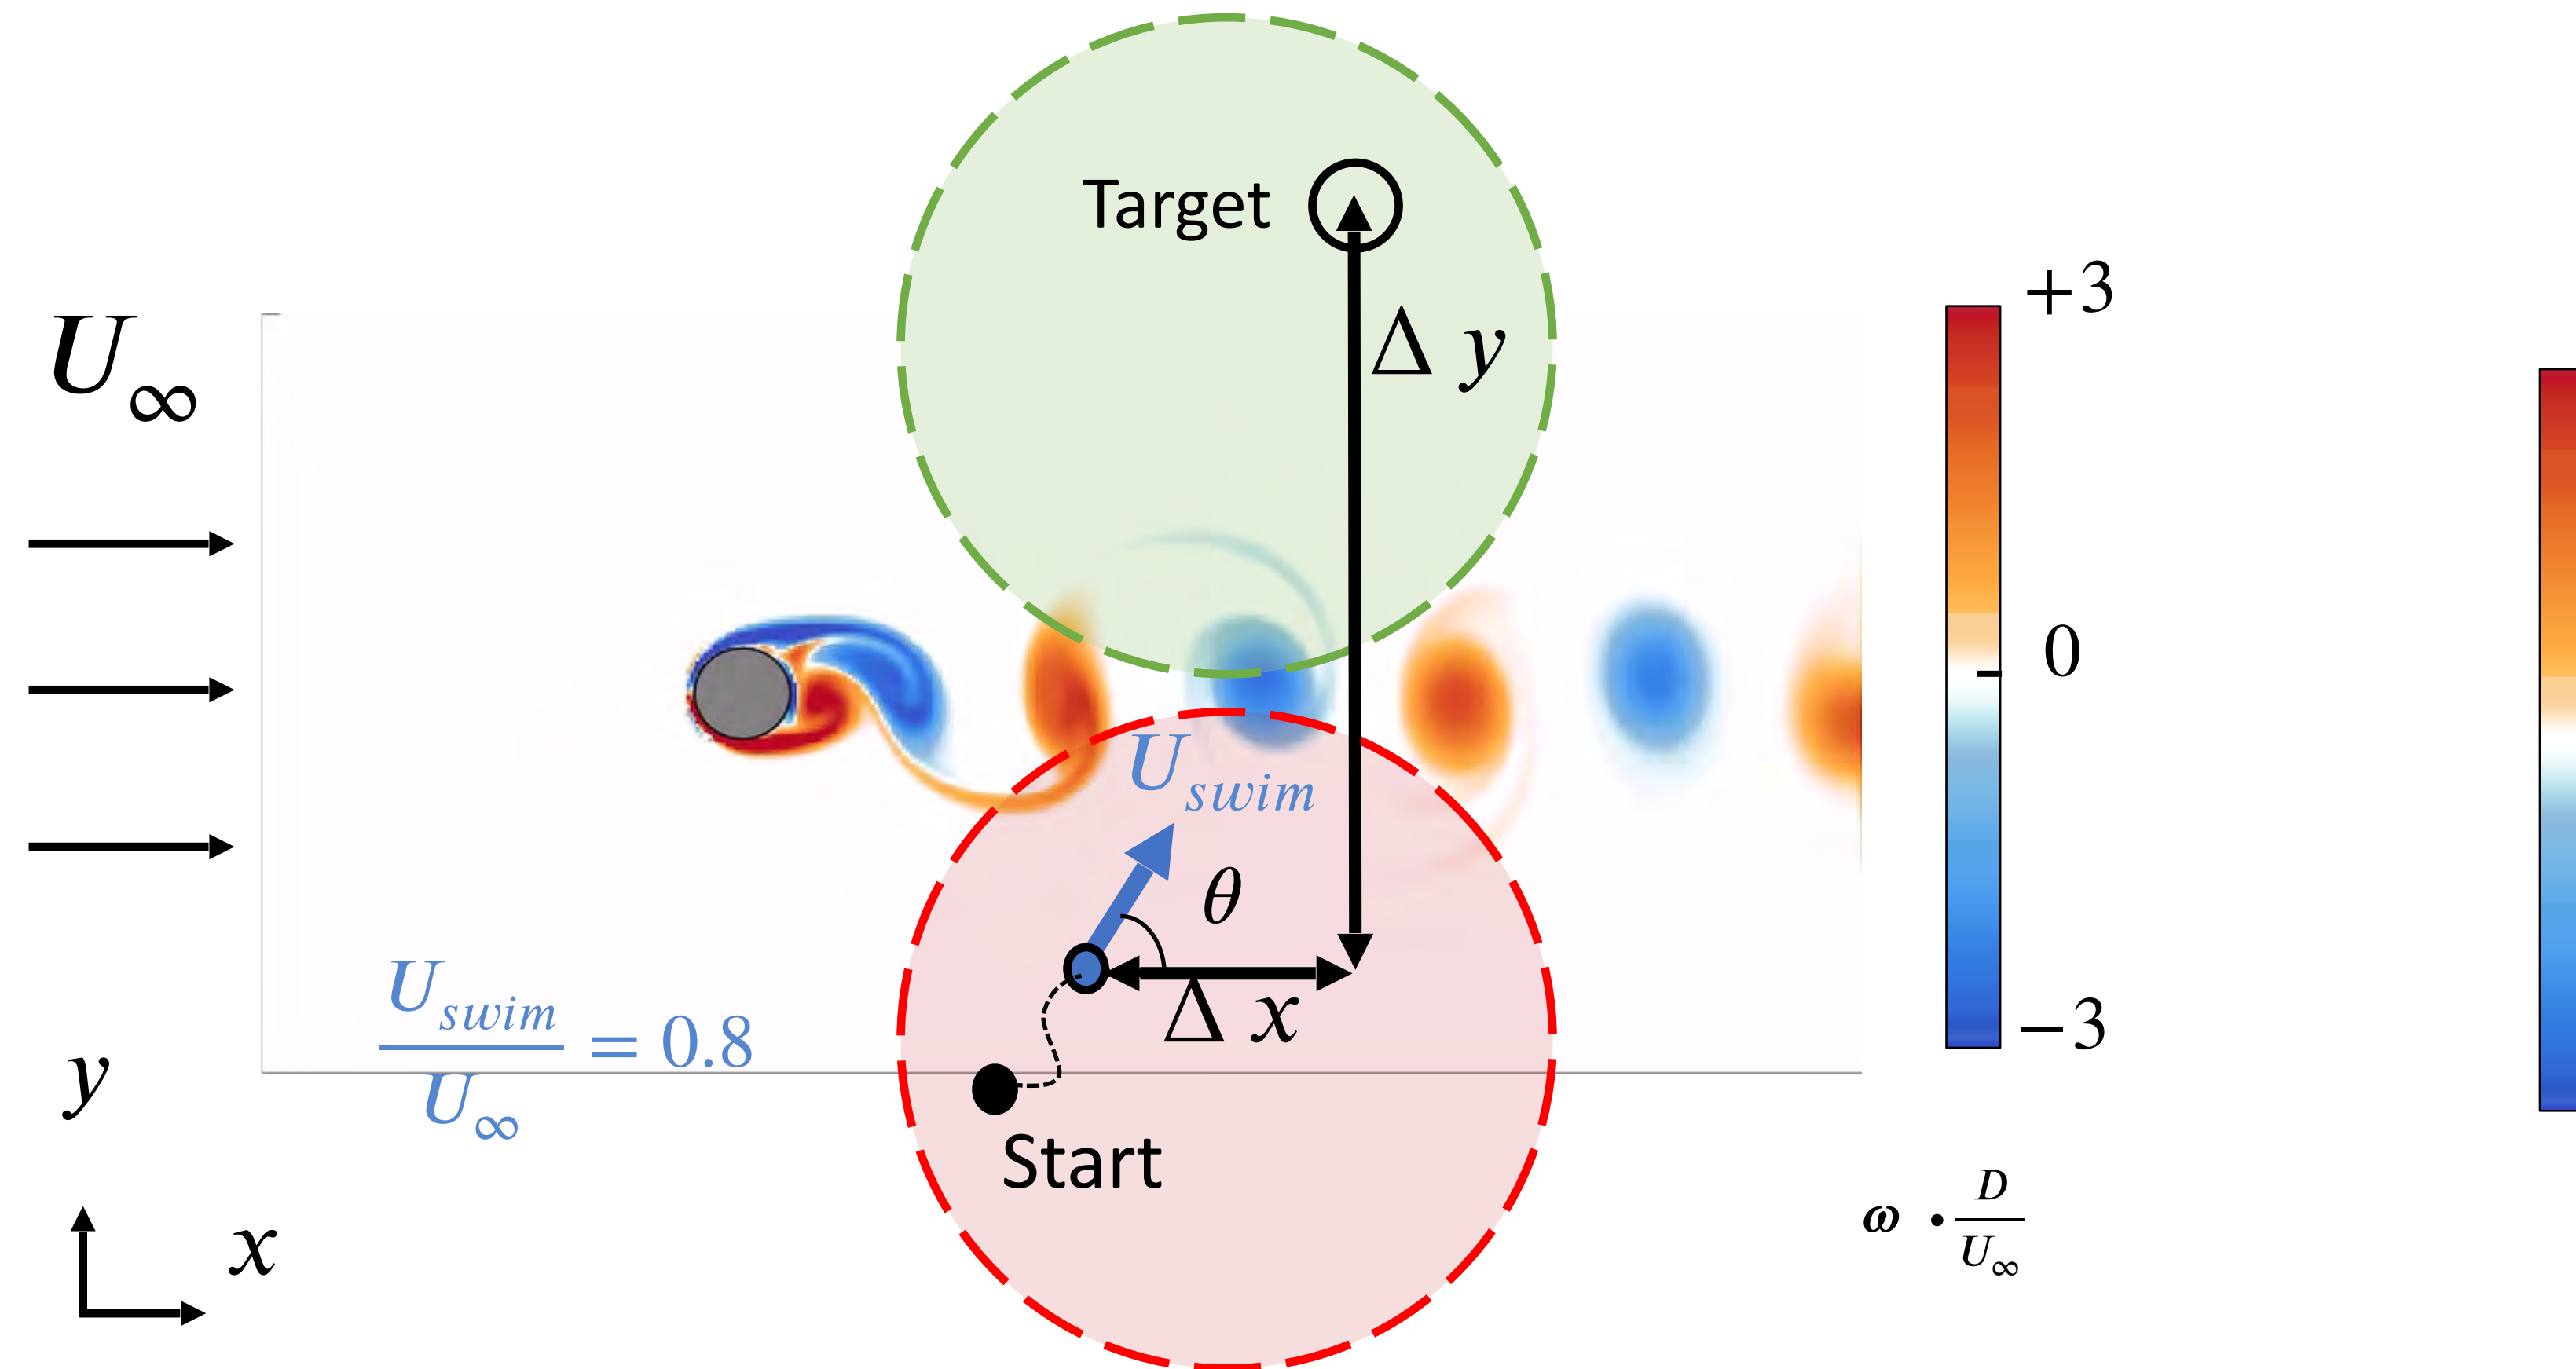 Target
+3
U∞
Δ y
0
U_swim
θ
U_swim / U∞ = 0.8
Δ x
−3
y
Start
ω · D / U∞
x